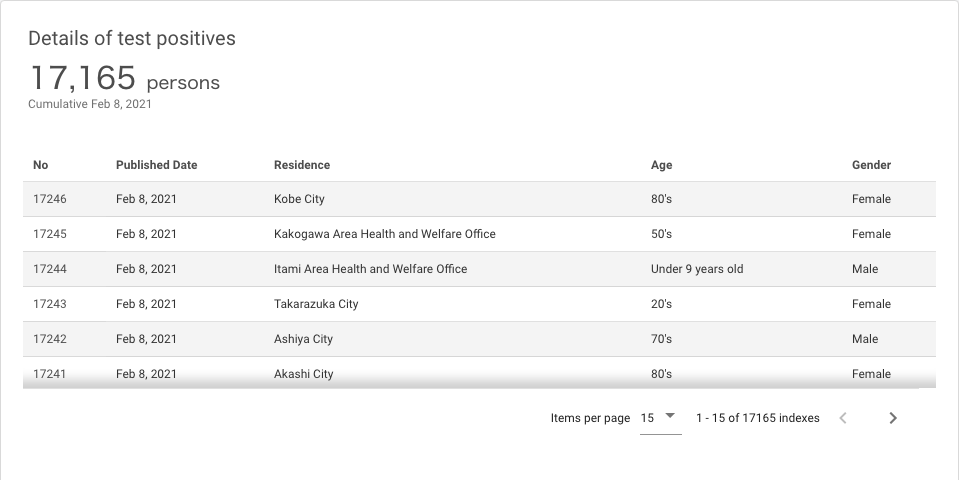 Details of test positives
17,165 persons
Cumulative Feb 8, 2021
No Published Date Residence Age Gender
17246 Feb 8, 2021 Kobe City 80's Female
17245 Feb 8, 2021 Kakogawa Area Health and Welfare Office 50's Female
17244 Feb 8, 2021 Itami Area Health and Welfare Office Under 9 years old Male
17243 Feb 8, 2021 Takarazuka City 20's Female
17242 Feb 8, 2021 Ashiya City 70's Male
17241 Feb 8, 2021 Akashi City 80's Female
Items per page 15 1 - 15 of 17165 indexes